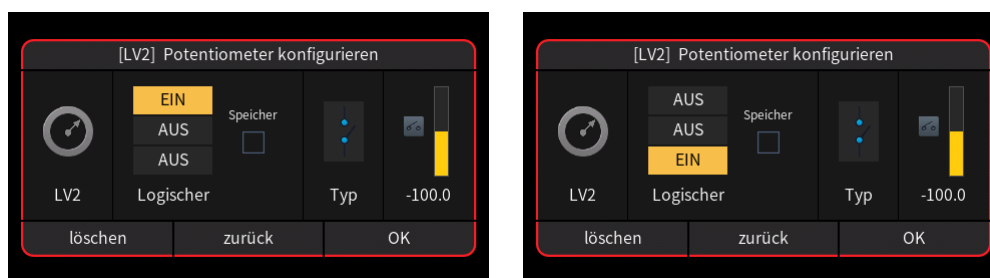 [LV2] Potentiometer konfigurieren
EIN
AUS
AUS
Speicher
LV2
Logischer
Typ
-100.0
löschen
zurück
OK
[LV2] Potentiometer konfigurieren
AUS
AUS
EIN
Speicher
LV2
Logischer
Typ
-100.0
löschen
zurück
OK